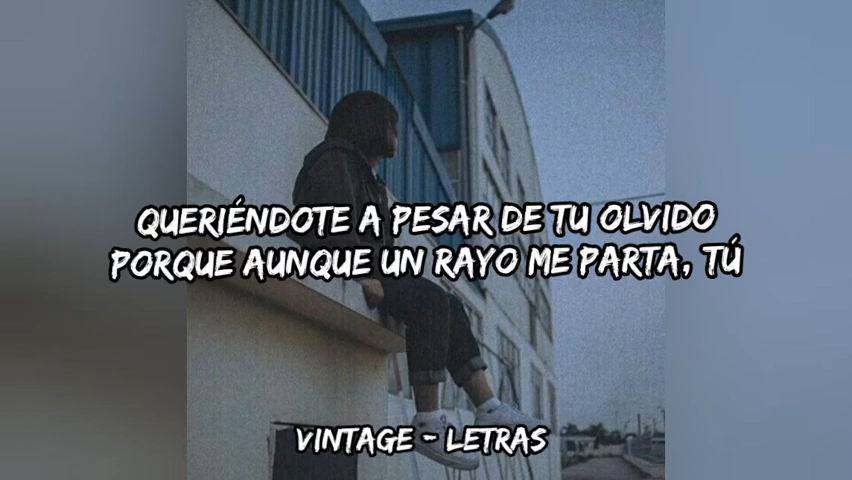 QUERIÉNDOTE A PESAR DE TU OLVIDO
PORQUE AUNQUE UN RAYO ME PARTA, TÚ
VINTAGE - LETRAS